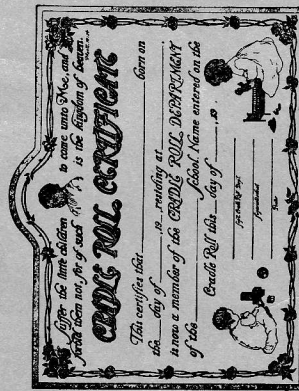 Suffer the little children to come unto Me, and
forbid them not, for of such is the kingdom of heaven.
CRADLE ROLL CERTIFICATE
This certifies that born on
the day of 19 residing at
is now a member of the CRADLE ROLL DEPARTMENT
of the School. Name entered on the
Cradle Roll this day of 19